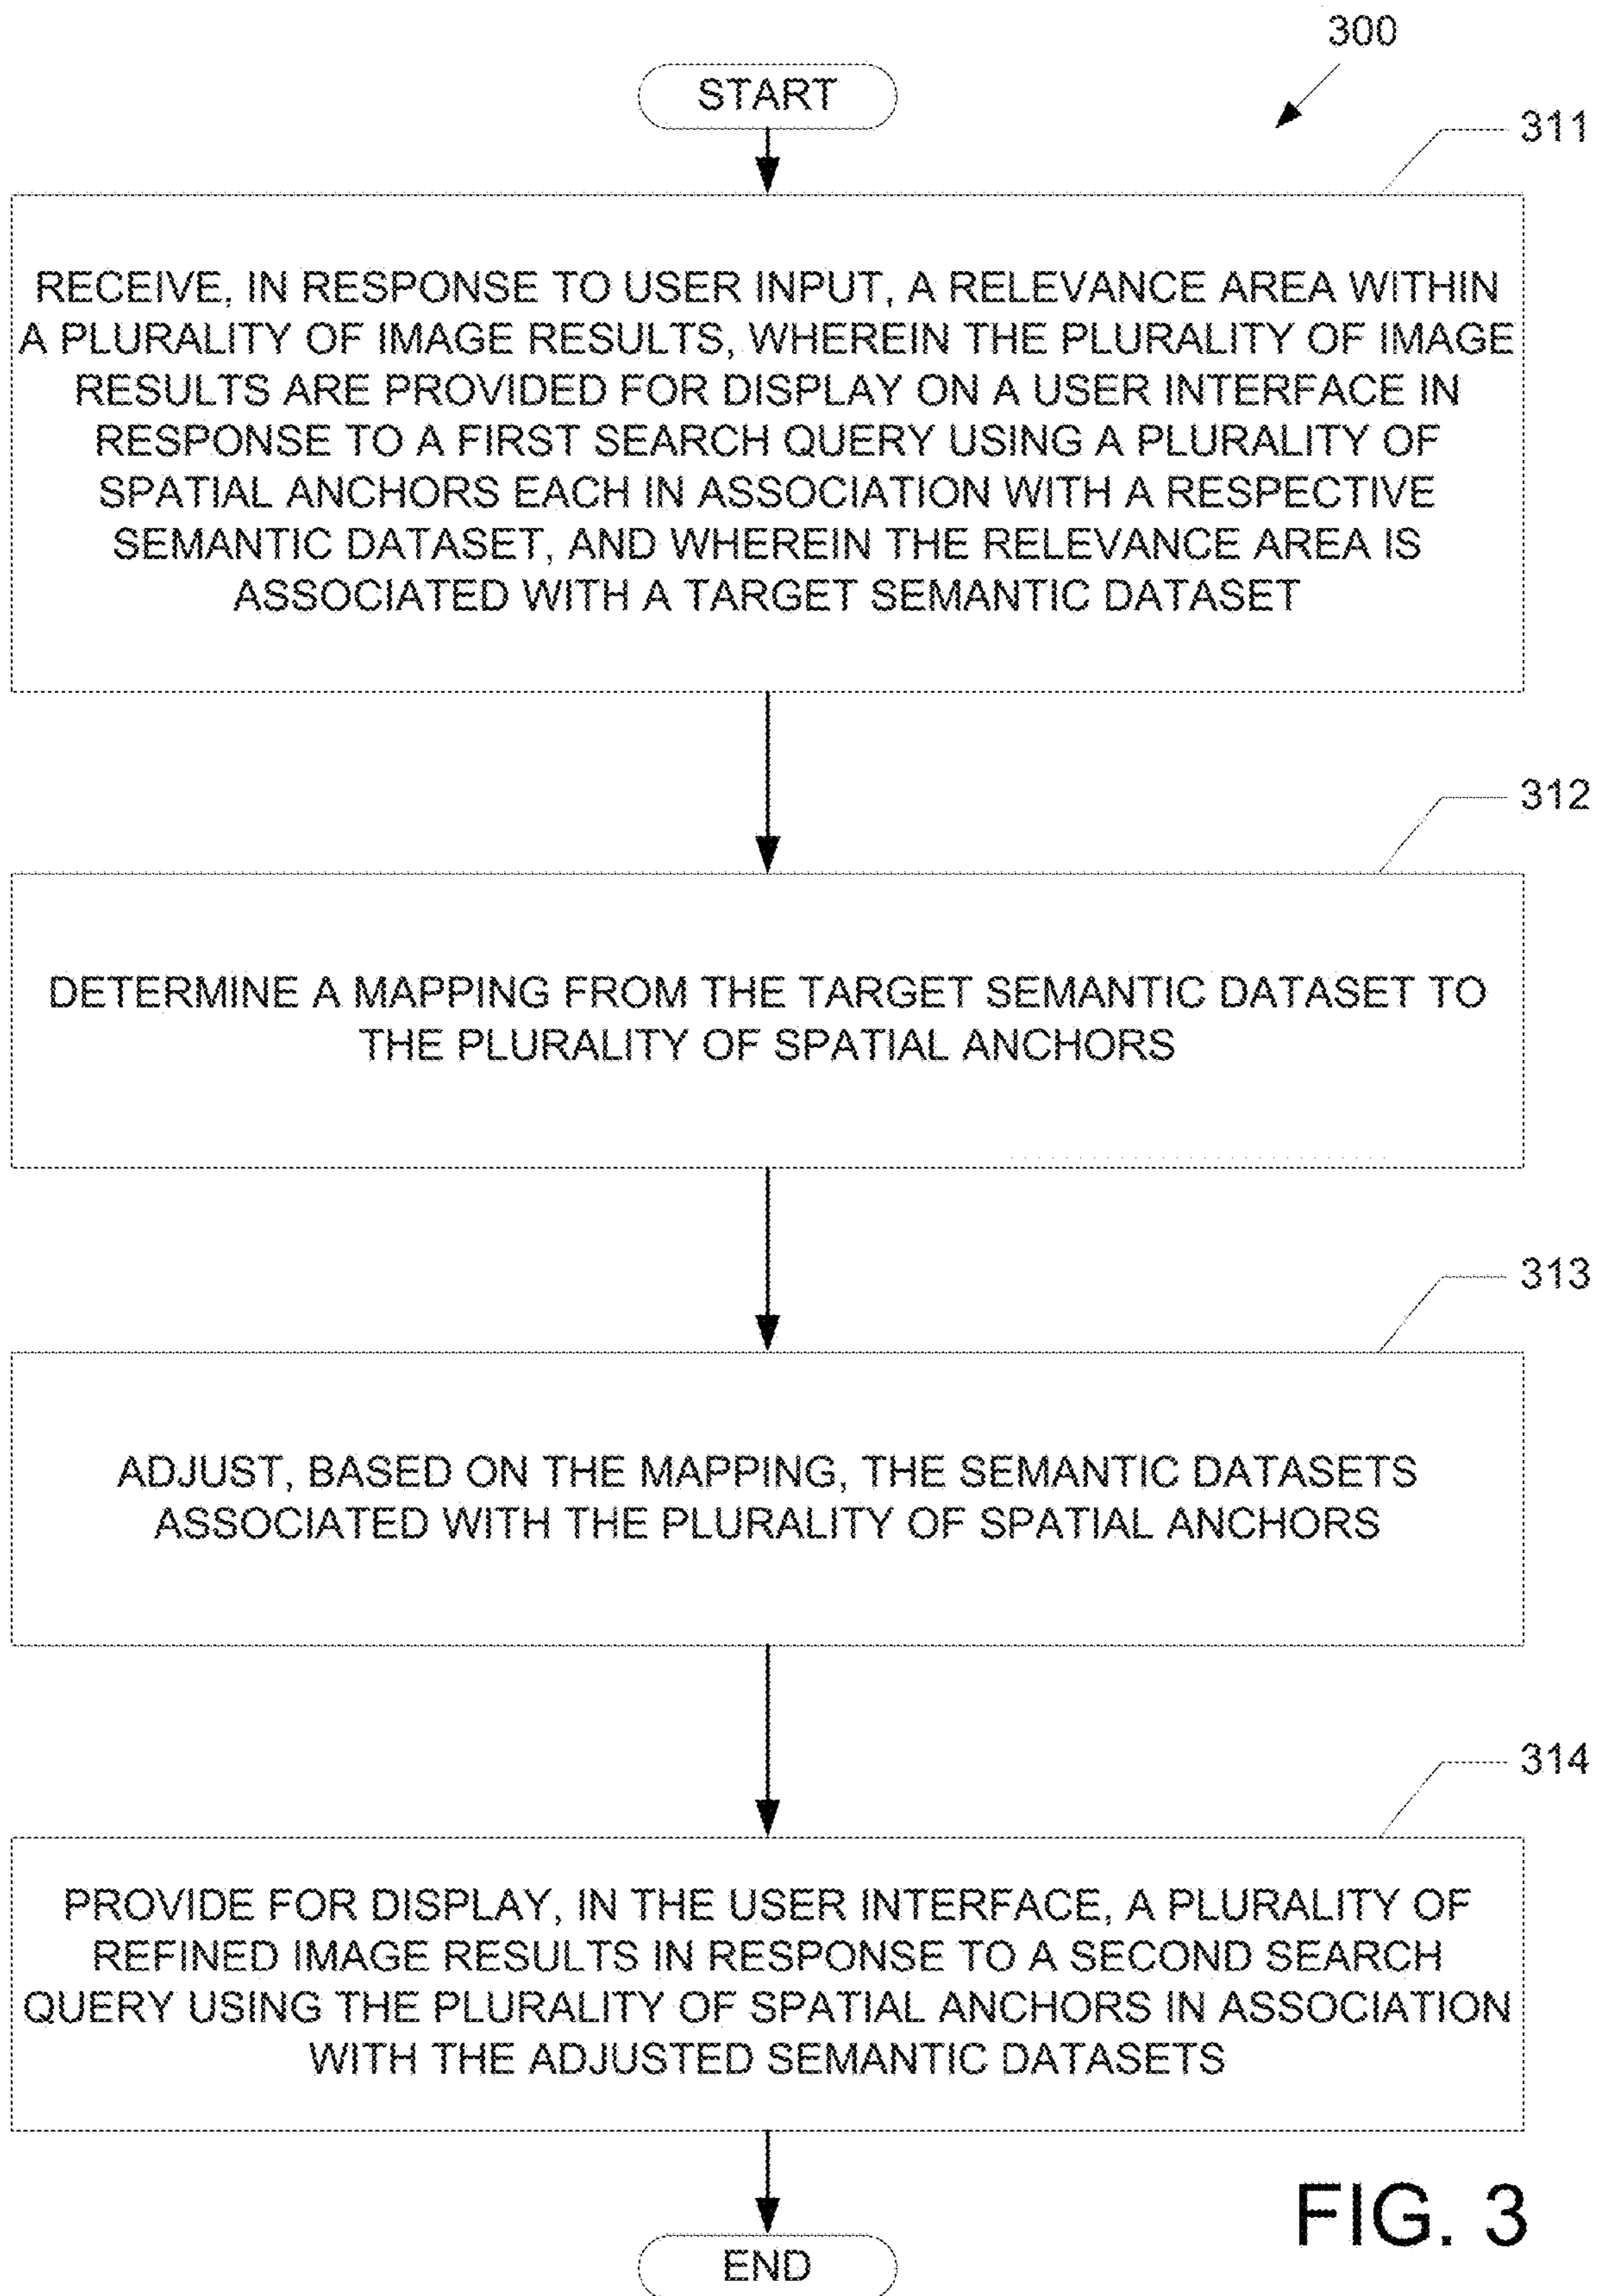 300
START
311
RECEIVE, IN RESPONSE TO USER INPUT, A RELEVANCE AREA WITHIN
A PLURALITY OF IMAGE RESULTS, WHEREIN THE PLURALITY OF IMAGE
RESULTS ARE PROVIDED FOR DISPLAY ON A USER INTERFACE IN
RESPONSE TO A FIRST SEARCH QUERY USING A PLURALITY OF
SPATIAL ANCHORS EACH IN ASSOCIATION WITH A RESPECTIVE
SEMANTIC DATASET, AND WHEREIN THE RELEVANCE AREA IS
ASSOCIATED WITH A TARGET SEMANTIC DATASET
312
DETERMINE A MAPPING FROM THE TARGET SEMANTIC DATASET TO
THE PLURALITY OF SPATIAL ANCHORS
313
ADJUST, BASED ON THE MAPPING, THE SEMANTIC DATASETS
ASSOCIATED WITH THE PLURALITY OF SPATIAL ANCHORS
314
PROVIDE FOR DISPLAY, IN THE USER INTERFACE, A PLURALITY OF
REFINED IMAGE RESULTS IN RESPONSE TO A SECOND SEARCH
QUERY USING THE PLURALITY OF SPATIAL ANCHORS IN ASSOCIATION
WITH THE ADJUSTED SEMANTIC DATASETS
FIG. 3
END